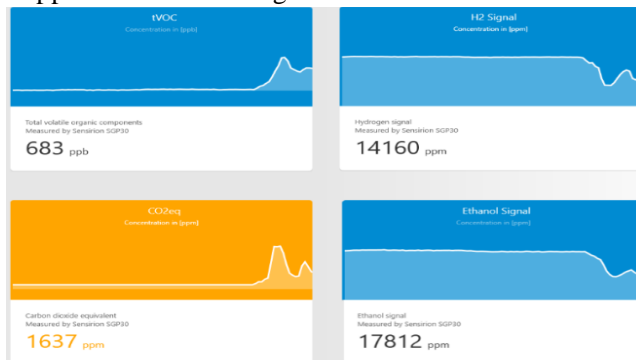 tVOC
Concentration in [ppb]
Total volatile organic components
Measured by Sensirion SGP30
683 ppb
H2 Signal
Concentration in [ppm]
Hydrogen signal
Measured by Sensirion SGP30
14160 ppm
CO2eq
Concentration in [ppm]
Carbon dioxide equivalent
Measured by Sensirion SGP30
1637 ppm
Ethanol Signal
Concentration in [ppm]
Ethanol signal
Measured by Sensirion SGP30
17812 ppm